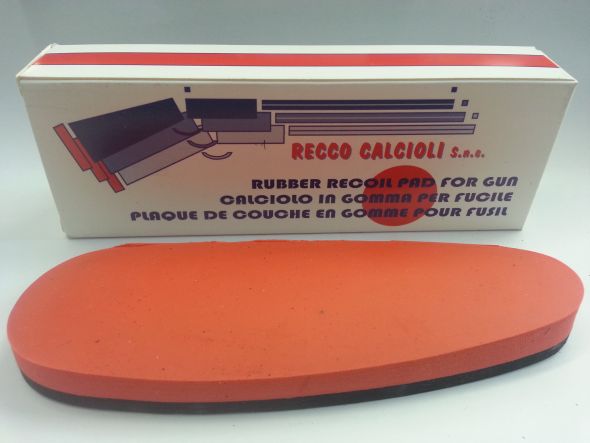 RECCO CALCIOLI S.n.c.
RUBBER RECOIL PAD FOR GUN
CALCIOLO IN GOMMA PER FUCILE
PLAQUE DE COUCHE EN GOMME POUR FUSIL